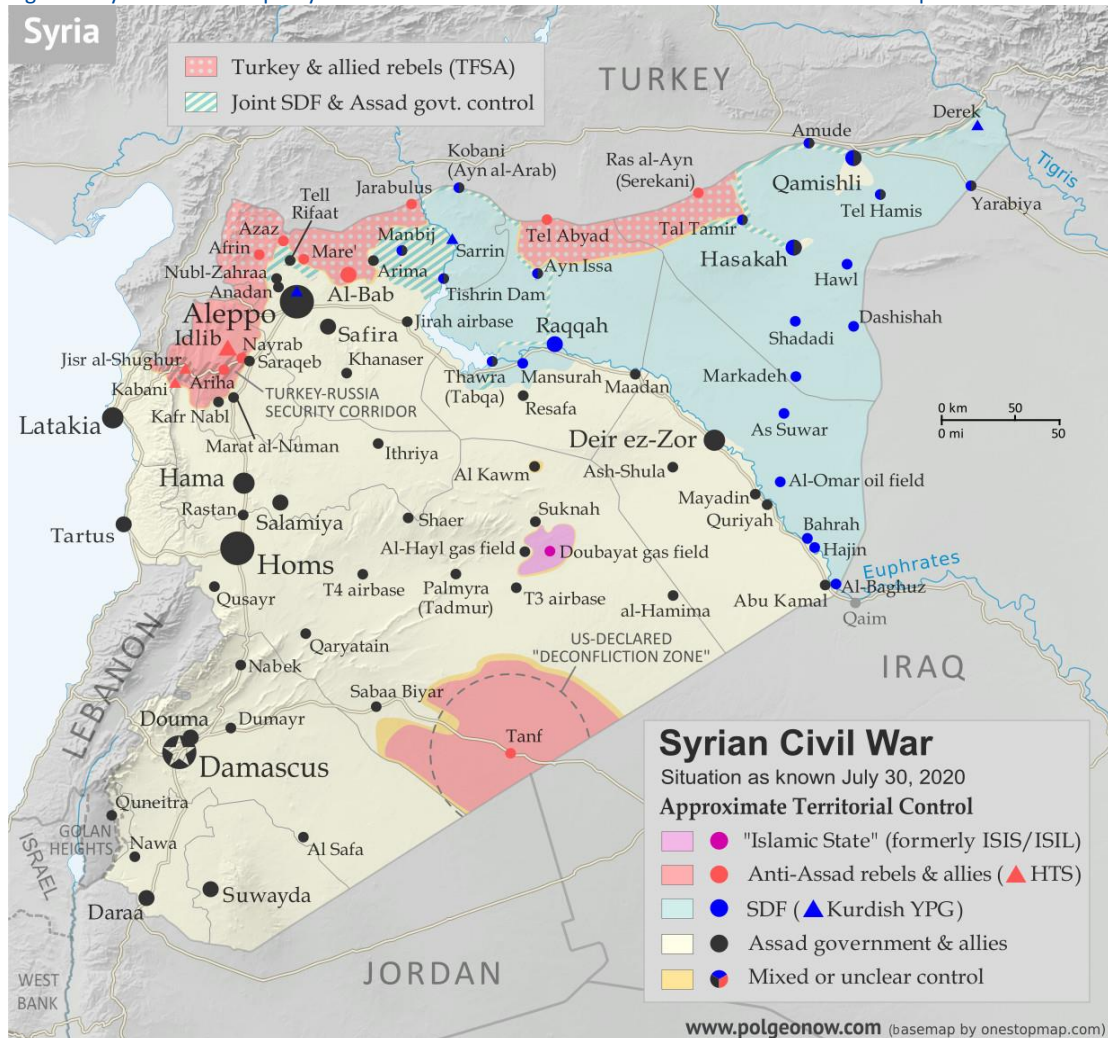 Syria
Turkey & allied rebels (TFSA)
Joint SDF & Assad govt. control
TURKEY
Derek
Amude
Kobani
(Ayn al-Arab)
Ras al-Ayn
(Serekani)
Tigris
Jarabulus
Qamishli
Tell
Rifaat
Tel Hamis
Yarabiya
Azaz
Manbij
Tal Tamir
Afrin
Mare'
Sarrin
Tel Abyad
Hasakah
Nubl-Zahraa
Arima
Ayn Issa
Hawl
Anadan
Al-Bab
Tishrin Dam
Aleppo
Safira
Jirah airbase
Raqqah
Shadadi
Dashishah
Idlib
Nayrab
Jisr al-Shughur
Saraqeb
Khanaser
Thawra
(Tabqa)
Mansurah
Maadan
Markadeh
Kabani
Ariha
TURKEY-RUSSIA
SECURITY CORRIDOR
Resafa
0 km 50
0 mi 50
Kafr Nabl
Latakia
Marat al-Numan
As Suwar
Ithriya
Deir ez-Zor
Al Kawm
Ash-Shula
Hama
Al-Omar oil field
Mayadin
Rastan
Salamiya
Suknah
Quriyah
Tartus
Shaer
Bahrah
Al-Hayl gas field
Doubayat gas field
Hajin
Homs
Euphrates
T4 airbase
Palmyra
(Tadmur)
T3 airbase
al-Hamima
Abu Kamal
Al-Baghuz
Qusayr
Qaim
LEBANON
Qaryatain
US-DECLARED
"DECONFLICTION ZONE"
IRAQ
Nabek
Sabaa Biyar
Douma
Dumayr
Tanf
Damascus
Quneitra
GOLAN
HEIGHTS
Nawa
Al Safa
ISRAEL
Suwayda
Daraa
WEST
BANK
JORDAN
Syrian Civil War
Situation as known July 30, 2020
Approximate Territorial Control
"Islamic State" (formerly ISIS/ISIL)
Anti-Assad rebels & allies ( HTS)
SDF ( Kurdish YPG)
Assad government & allies
Mixed or unclear control
www.polgeonow.com (basemap by onestopmap.com)